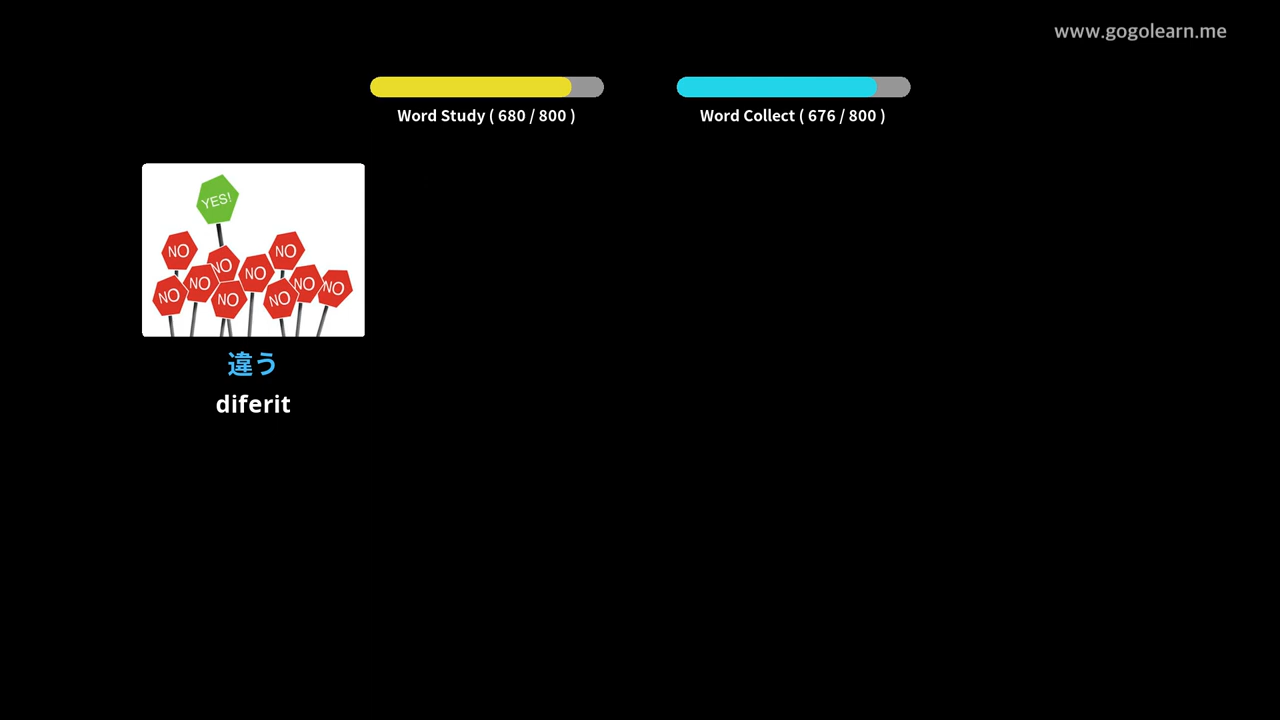 www.gogolearn.me
Word Study ( 680 / 800 )
Word Collect ( 676 / 800 )
YES!
NO
NO
NO
NO
NO
NO
NO
NO
NO
NO
違う
diferit